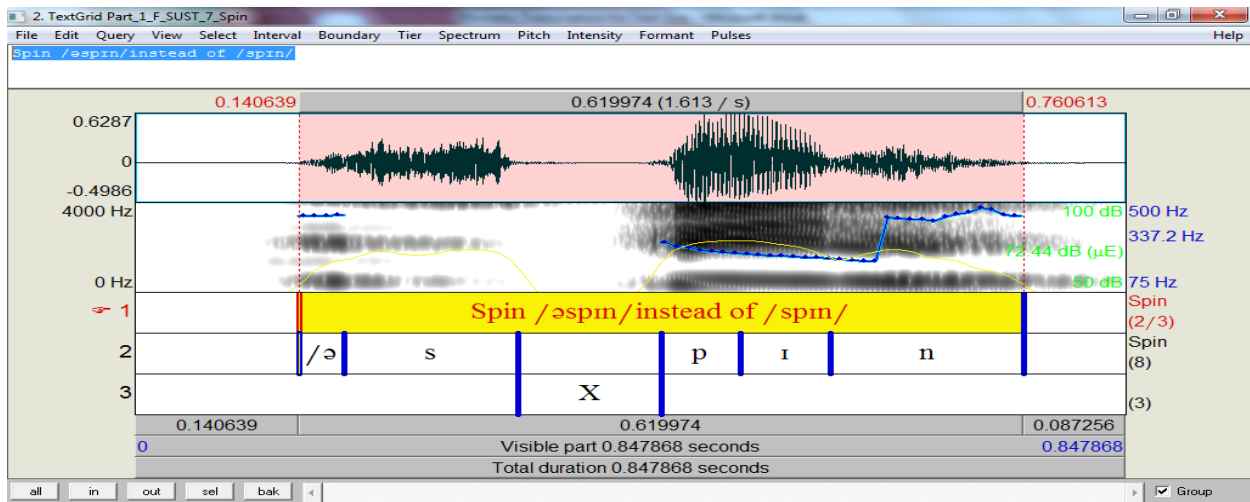 2. TextGrid Part_1_F_SUST_7_Spin
File Edit Query View Select Interval Boundary Tier Spectrum Pitch Intensity Formant Pulses Help
Spin /əspɪn/instead of /spɪn/
0.140639 0.619974 (1.613 / s) 0.760613
0.6287
0
-0.4986
4000 Hz 100 dB 500 Hz
337.2 Hz
72.44 dB (µE)
0 Hz 50 dB 75 Hz
1 Spin /əspɪn/instead of /spɪn/ Spin
(2/3)
2 /ə s p ɪ n Spin
(8)
3 X (3)
0.140639 0.619974 0.087256
0 Visible part 0.847868 seconds 0.847868
Total duration 0.847868 seconds
all in out sel bak Group